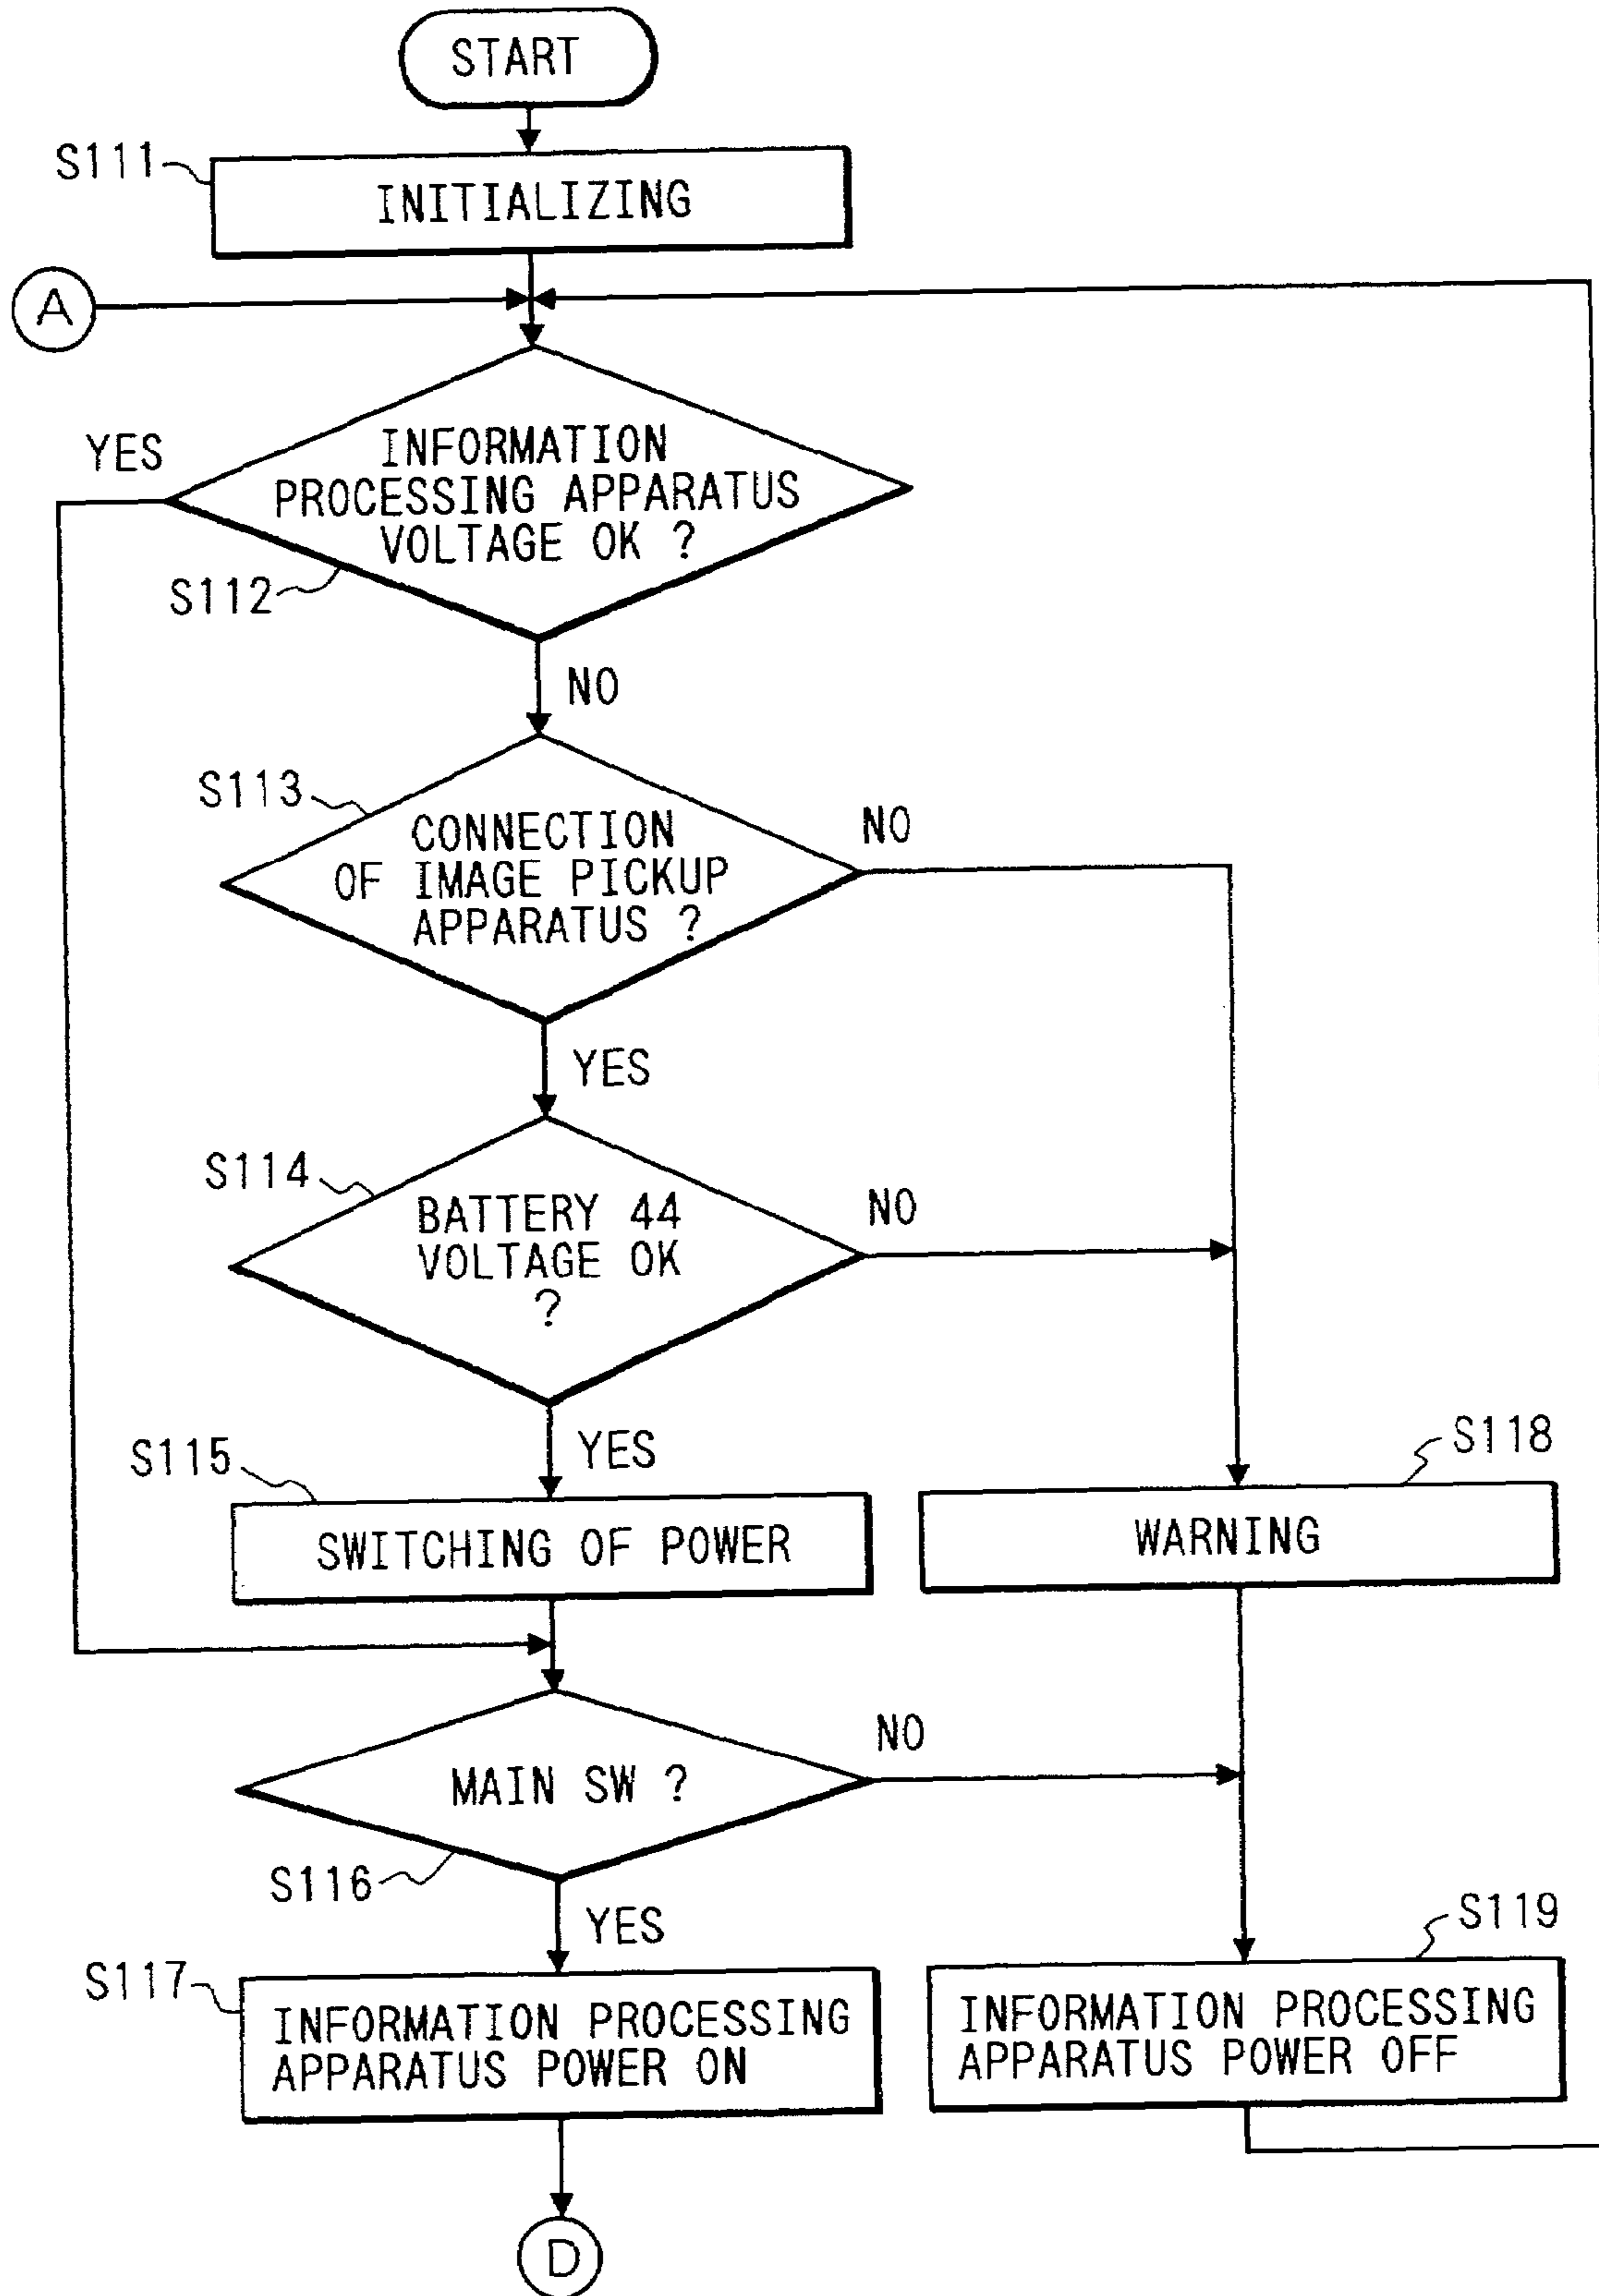 START
S111
INITIALIZING
A
YES
INFORMATION
PROCESSING APPARATUS
VOLTAGE OK ?
S112
NO
S113
CONNECTION
OF IMAGE PICKUP
APPARATUS ?
NO
YES
S114
BATTERY 44
VOLTAGE OK
?
NO
YES
S115
SWITCHING OF POWER
S118
WARNING
MAIN SW ?
NO
S116
YES
S117
INFORMATION PROCESSING
APPARATUS POWER ON
S119
INFORMATION PROCESSING
APPARATUS POWER OFF
D